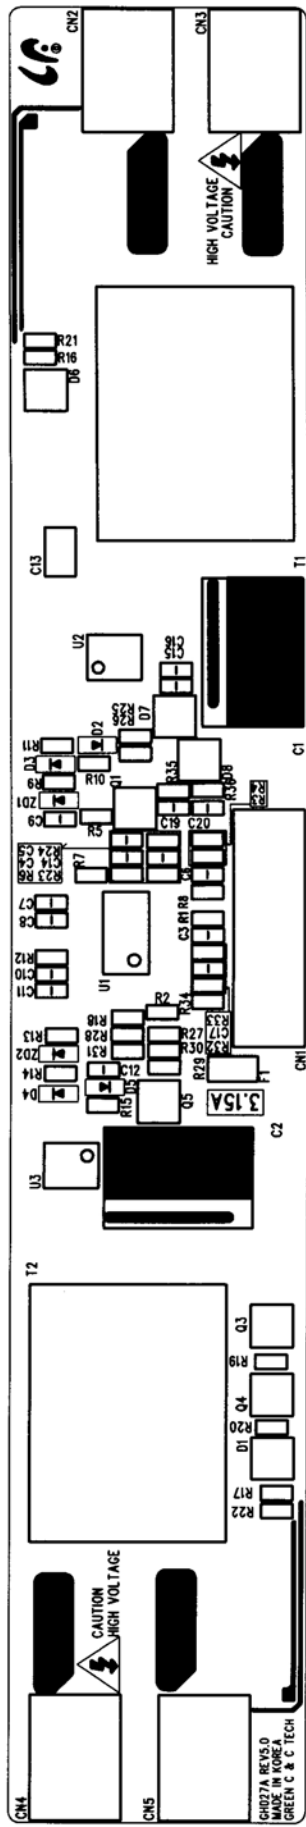 CN2
CN3
HIGH VOLTAGE
CAUTION
R21
R16
D6
T1
C13
U2
C16
C15
C1
R25
R26
D7
D2
R11
D3
R10
R9
ZD1
Q1
R35
D8
R36
C9
R5
C19
C20
C5
R24
C4
C14
R6
R23
R7
C6
R8
C7
C8
U1
R1
C3
R12
C10
C11
R34
R2
R18
R28
R31
R33
C17
R32
R13
ZD2
R14
D4
R27
R30
R29
C12
D5
R15
Q5
F1
CN1
3.15A
C2
U3
T2
Q3
R19
Q4
R20
D1
R17
R22
CAUTION
HIGH VOLTAGE
CN4
CN5
GH027A REV5.0
MADE IN KOREA
GREEN C & C TECH